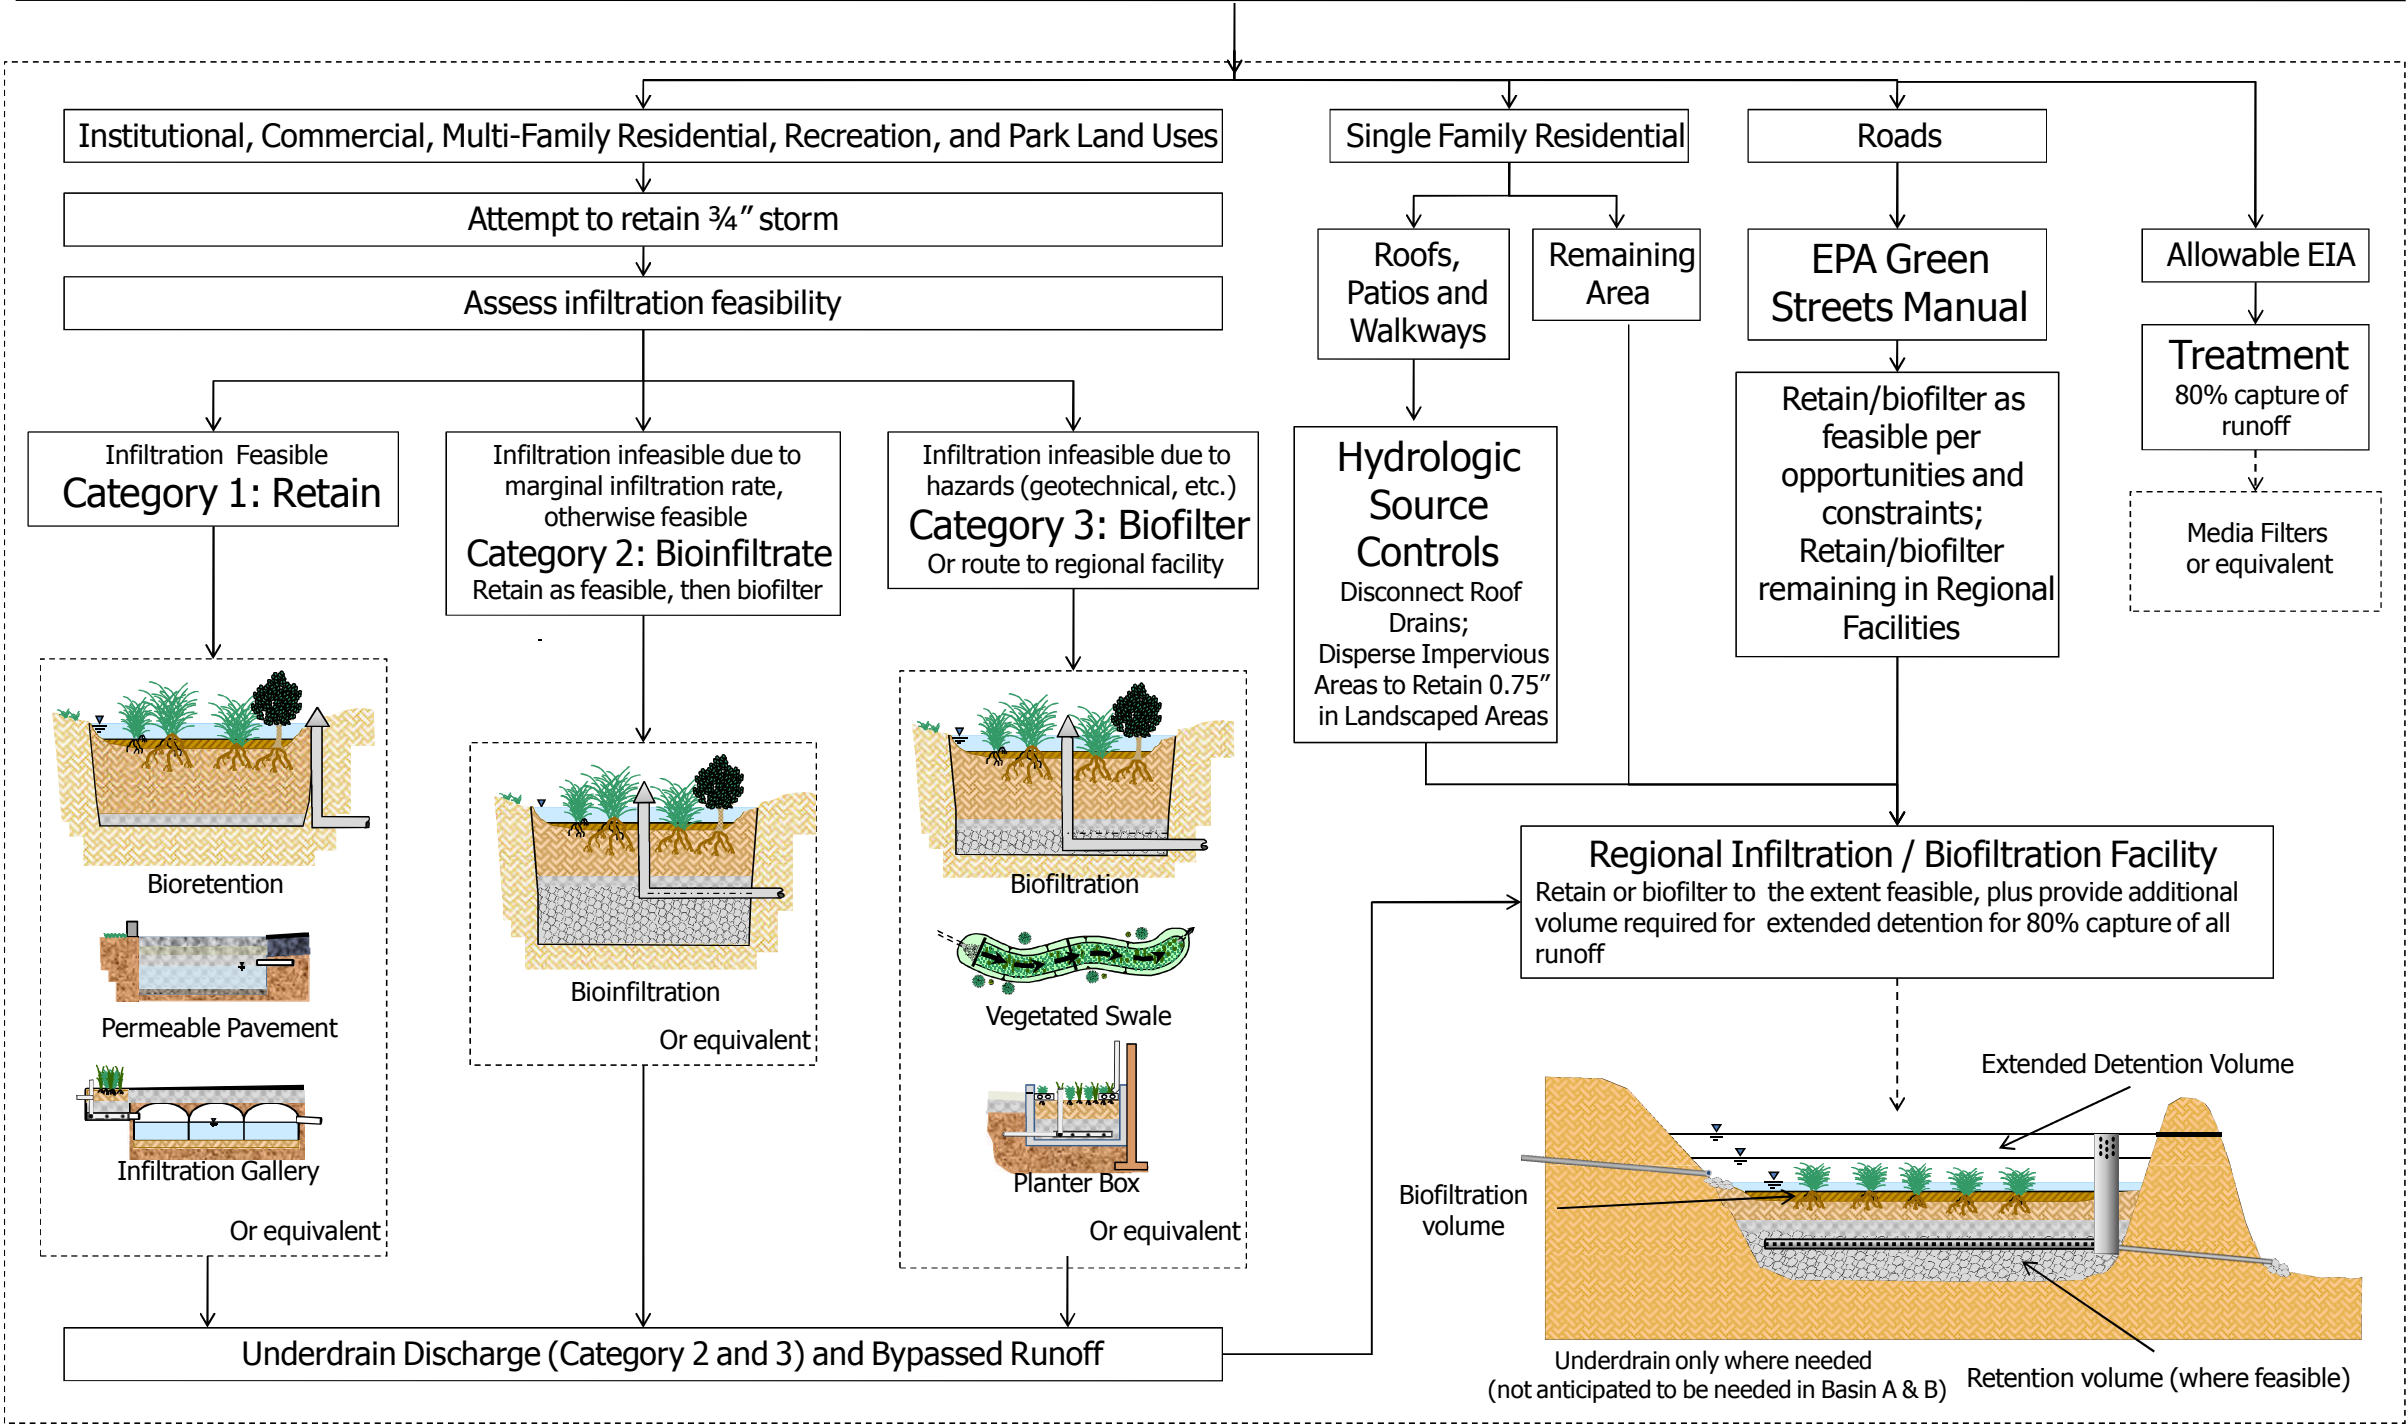 Institutional, Commercial, Multi-Family Residential, Recreation, and Park Land Uses
Attempt to retain ¾” storm
Assess infiltration feasibility
Infiltration Feasible
Category 1: Retain
Infiltration infeasible due to
marginal infiltration rate,
otherwise feasible
Category 2: Bioinfiltrate
Retain as feasible, then biofilter
Infiltration infeasible due to
hazards (geotechnical, etc.)
Category 3: Biofilter
Or route to regional facility
Bioretention
Permeable Pavement
Infiltration Gallery
Or equivalent
Bioinfiltration
Or equivalent
Biofiltration
Vegetated Swale
Planter Box
Or equivalent
Underdrain Discharge (Category 2 and 3) and Bypassed Runoff
Single Family Residential
Roofs,
Patios and
Walkways
Remaining
Area
Hydrologic
Source
Controls
Disconnect Roof
Drains;
Disperse Impervious
Areas to Retain 0.75”
in Landscaped Areas
Roads
EPA Green
Streets Manual
Retain/biofilter as
feasible per
opportunities and
constraints;
Retain/biofilter
remaining in Regional
Facilities
Allowable EIA
Treatment
80% capture of
runoff
Media Filters
or equivalent
Regional Infiltration / Biofiltration Facility
Retain or biofilter to the extent feasible, plus provide additional
volume required for extended detention for 80% capture of all
runoff
Extended Detention Volume
Biofiltration
volume
Underdrain only where needed
(not anticipated to be needed in Basin A & B)
Retention volume (where feasible)